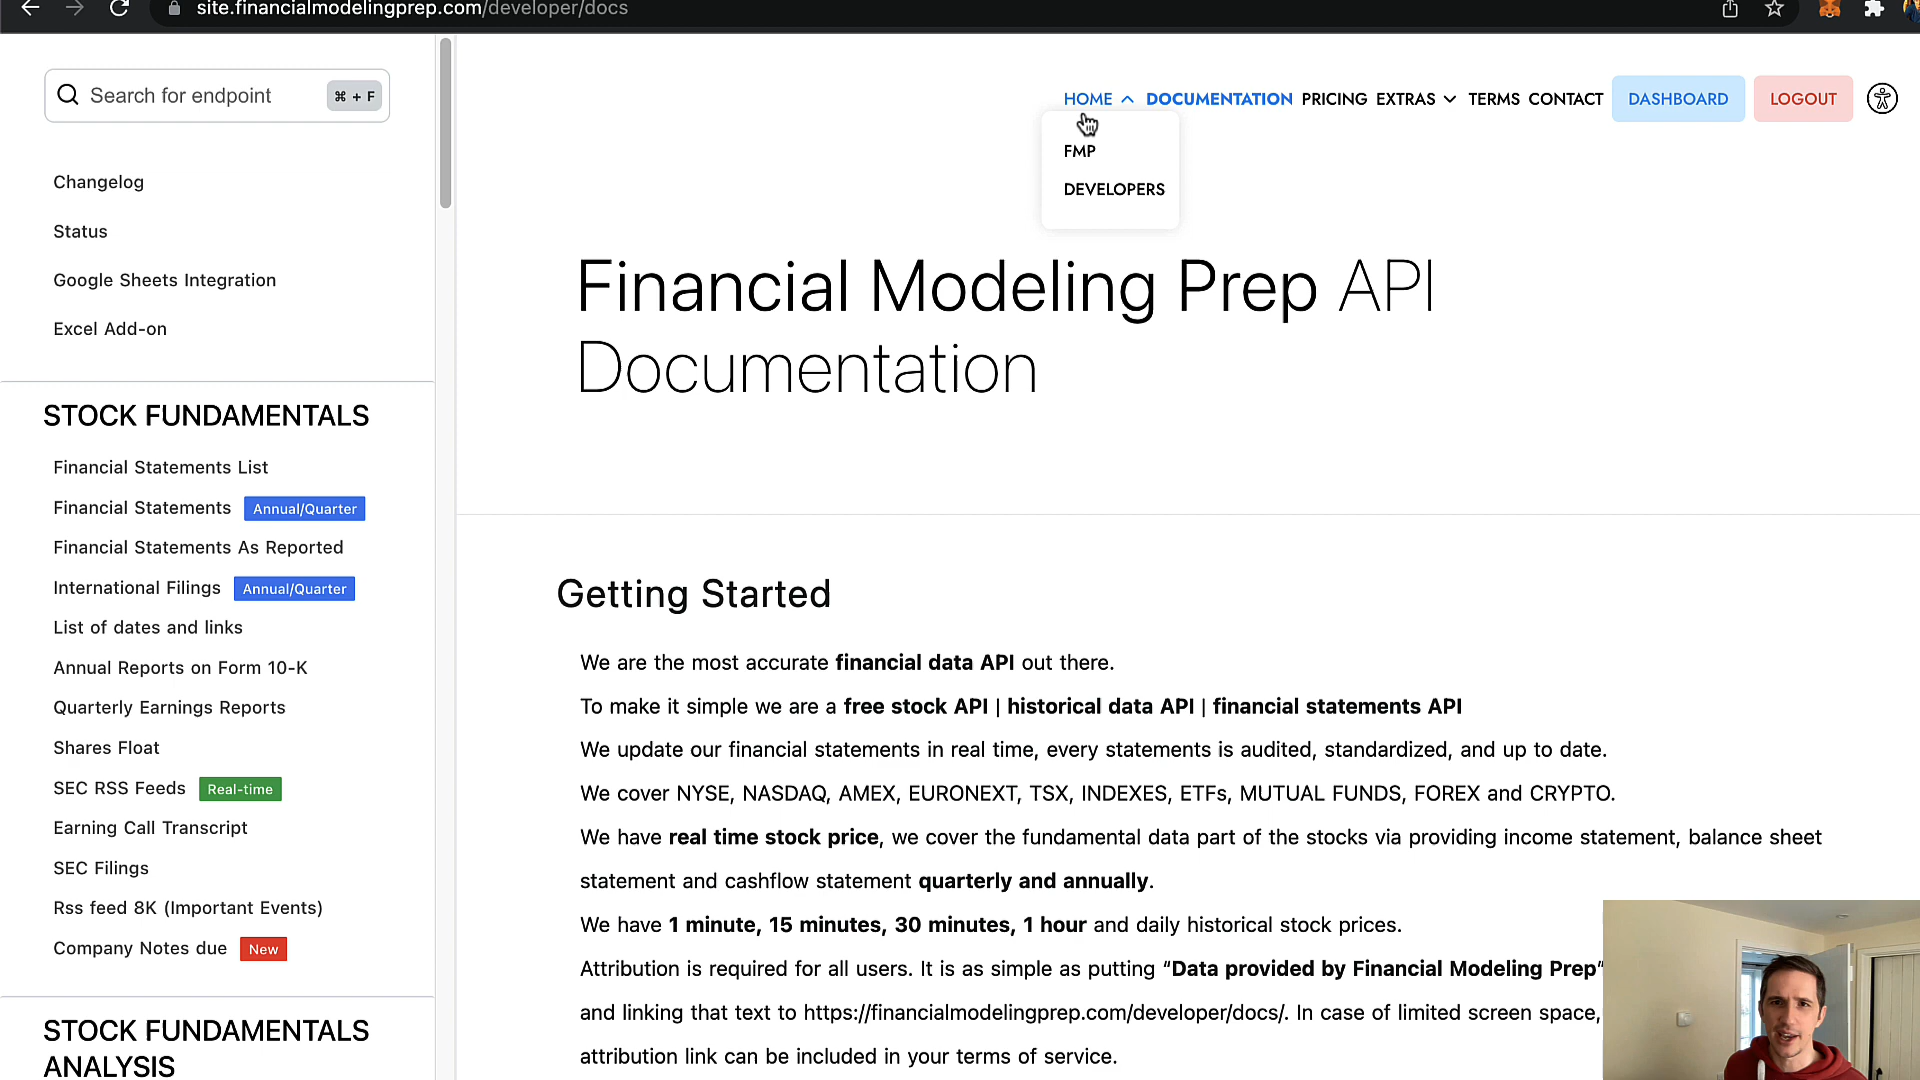 site.financialmodelingprep.com/developer/docs
Search for endpoint
⌘ + F
HOME DOCUMENTATION PRICING EXTRAS TERMS CONTACT DASHBOARD LOGOUT
FMP
DEVELOPERS
Changelog
Status
Google Sheets Integration
Excel Add-on
STOCK FUNDAMENTALS
Financial Statements List
Financial Statements Annual/Quarter
Financial Statements As Reported
International Filings Annual/Quarter
List of dates and links
Annual Reports on Form 10-K
Quarterly Earnings Reports
Shares Float
SEC RSS Feeds Real-time
Earning Call Transcript
SEC Filings
Rss feed 8K (Important Events)
Company Notes due New
STOCK FUNDAMENTALS
ANALYSIS
Financial Modeling Prep API
Documentation
Getting Started
We are the most accurate financial data API out there.
To make it simple we are a free stock API | historical data API | financial statements API
We update our financial statements in real time, every statements is audited, standardized, and up to date.
We cover NYSE, NASDAQ, AMEX, EURONEXT, TSX, INDEXES, ETFs, MUTUAL FUNDS, FOREX and CRYPTO.
We have real time stock price, we cover the fundamental data part of the stocks via providing income statement, balance sheet
statement and cashflow statement quarterly and annually.
We have 1 minute, 15 minutes, 30 minutes, 1 hour and daily historical stock prices.
Attribution is required for all users. It is as simple as putting “Data provided by Financial Modeling Prep”
and linking that text to https://financialmodelingprep.com/developer/docs/. In case of limited screen space,
attribution link can be included in your terms of service.